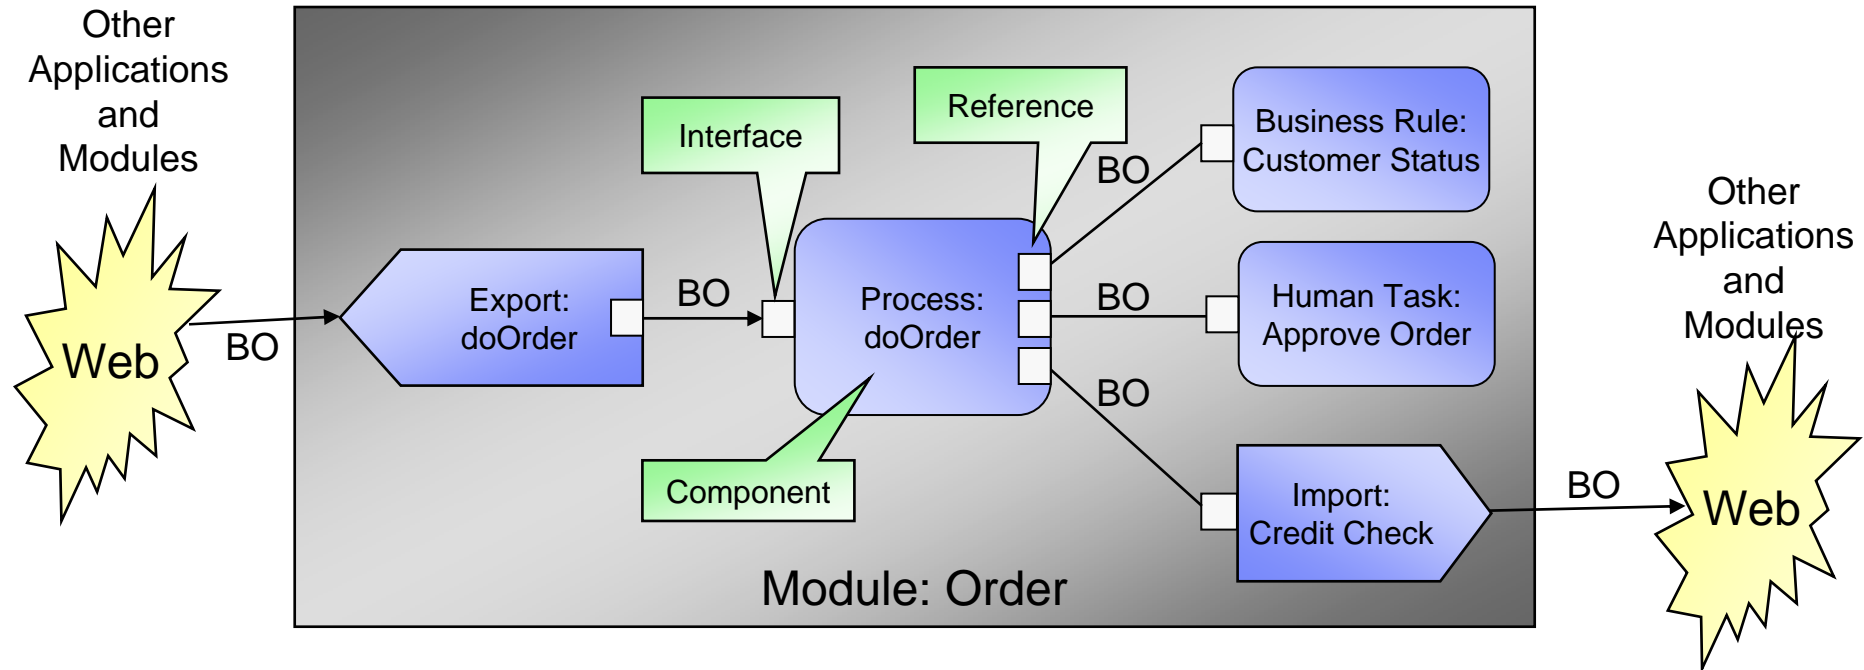 Other
Applications
and
Modules
Web
BO
Export:
doOrder
BO
Interface
Process:
doOrder
Component
Reference
BO
BO
BO
Business Rule:
Customer Status
Human Task:
Approve Order
Import:
Credit Check
Module: Order
BO
Other
Applications
and
Modules
Web